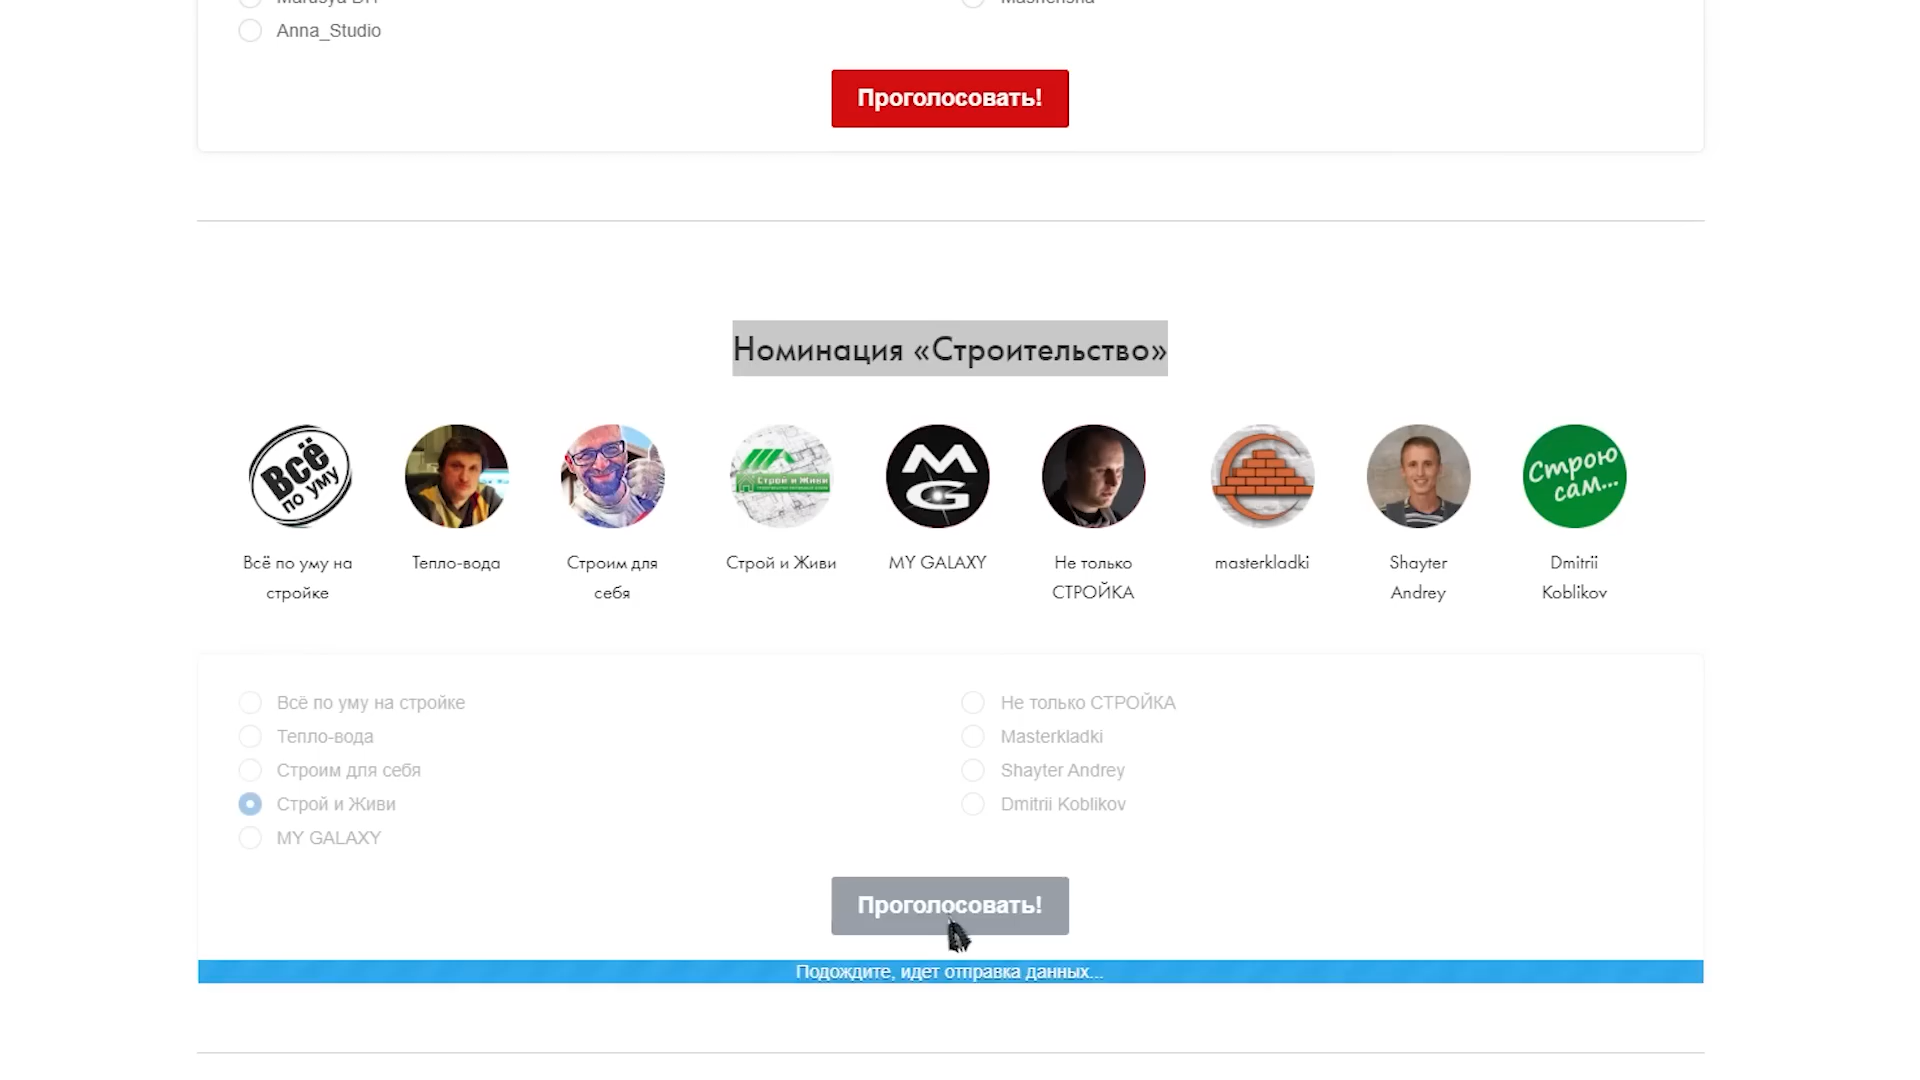 Anna_Studio
Проголосовать!
Номинация «Строительство»
Всё по уму
Строй и Живи
MG
Строю сам...
Всё по уму на стройке
Тепло-вода
Строим для себя
Строй и Живи
MY GALAXY
Не только СТРОЙКА
masterkladki
Shayter Andrey
Dmitrii Koblikov
Всё по уму на стройке
Тепло-вода
Строим для себя
Строй и Живи
MY GALAXY
Не только СТРОЙКА
Masterkladki
Shayter Andrey
Dmitrii Koblikov
Проголосовать!
Подождите, идет отправка данных...